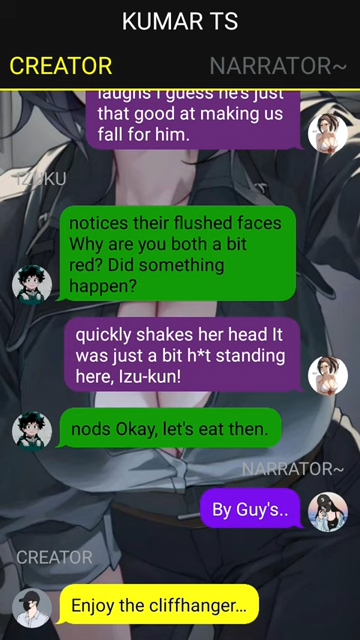 KUMAR TS
CREATOR
NARRATOR~
laughs I guess he's just
that good at making us
fall for him.
IZUKU
notices their flushed faces
Why are you both a bit
red? Did something
happen?
quickly shakes her head It
was just a bit h*t standing
here, Izu-kun!
nods Okay, let's eat then.
NARRATOR~
By Guy's..
CREATOR
Enjoy the cliffhanger...